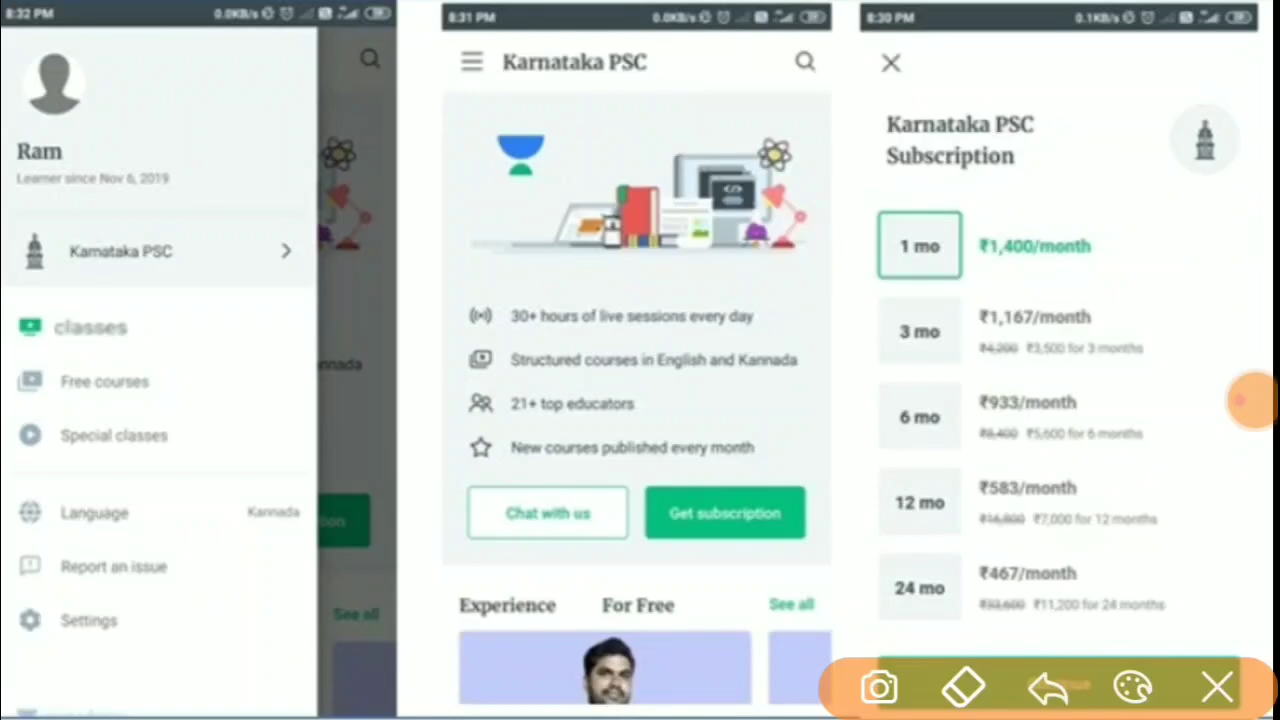 8:32 PM
0.0KB/s
Ram
Learner since Nov 6, 2019
Karnataka PSC
classes
Free courses
Special classes
Language
Kannada
Report an issue
Settings
nnada
See all
8:31 PM
0.0KB/s
Karnataka PSC
30+ hours of live sessions every day
Structured courses in English and Kannada
21+ top educators
New courses published every month
Chat with us
Get subscription
Experience
For Free
See all
8:30 PM
0.1KB/s
Karnataka PSC
Subscription
1 mo
₹1,400/month
3 mo
₹1,167/month
₹4,200 ₹3,500 for 3 months
6 mo
₹933/month
₹8,400 ₹5,600 for 6 months
12 mo
₹583/month
₹16,800 ₹7,000 for 12 months
24 mo
₹467/month
₹33,600 ₹11,200 for 24 months